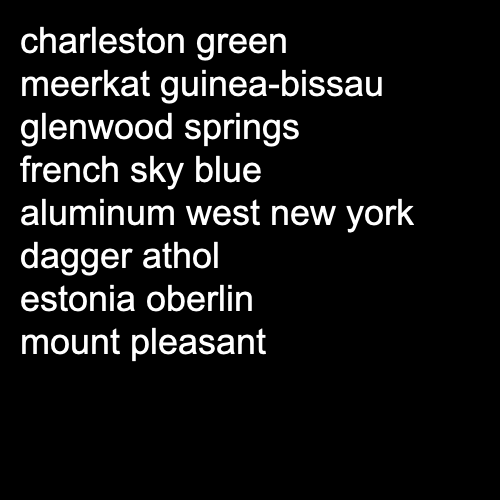 charleston green
meerkat guinea-bissau
glenwood springs
french sky blue
aluminum west new york
dagger athol
estonia oberlin
mount pleasant